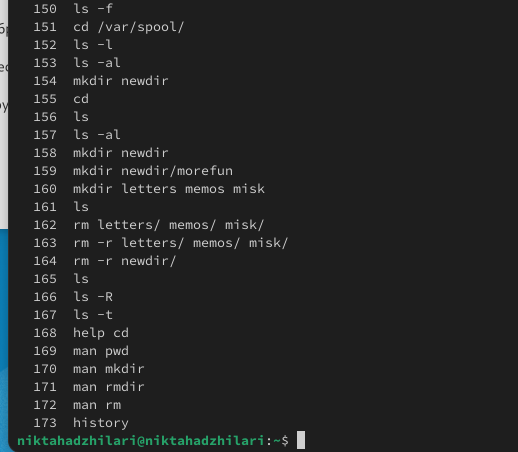 150 ls -f
151 cd /var/spool/
152 ls -l
153 ls -al
154 mkdir newdir
155 cd
156 ls
157 ls -al
158 mkdir newdir
159 mkdir newdir/morefun
160 mkdir letters memos misk
161 ls
162 rm letters/ memos/ misk/
163 rm -r letters/ memos/ misk/
164 rm -r newdir/
165 ls
166 ls -R
167 ls -t
168 help cd
169 man pwd
170 man mkdir
171 man rmdir
172 man rm
173 history
niktahadzhilari@niktahadzhilari:~$